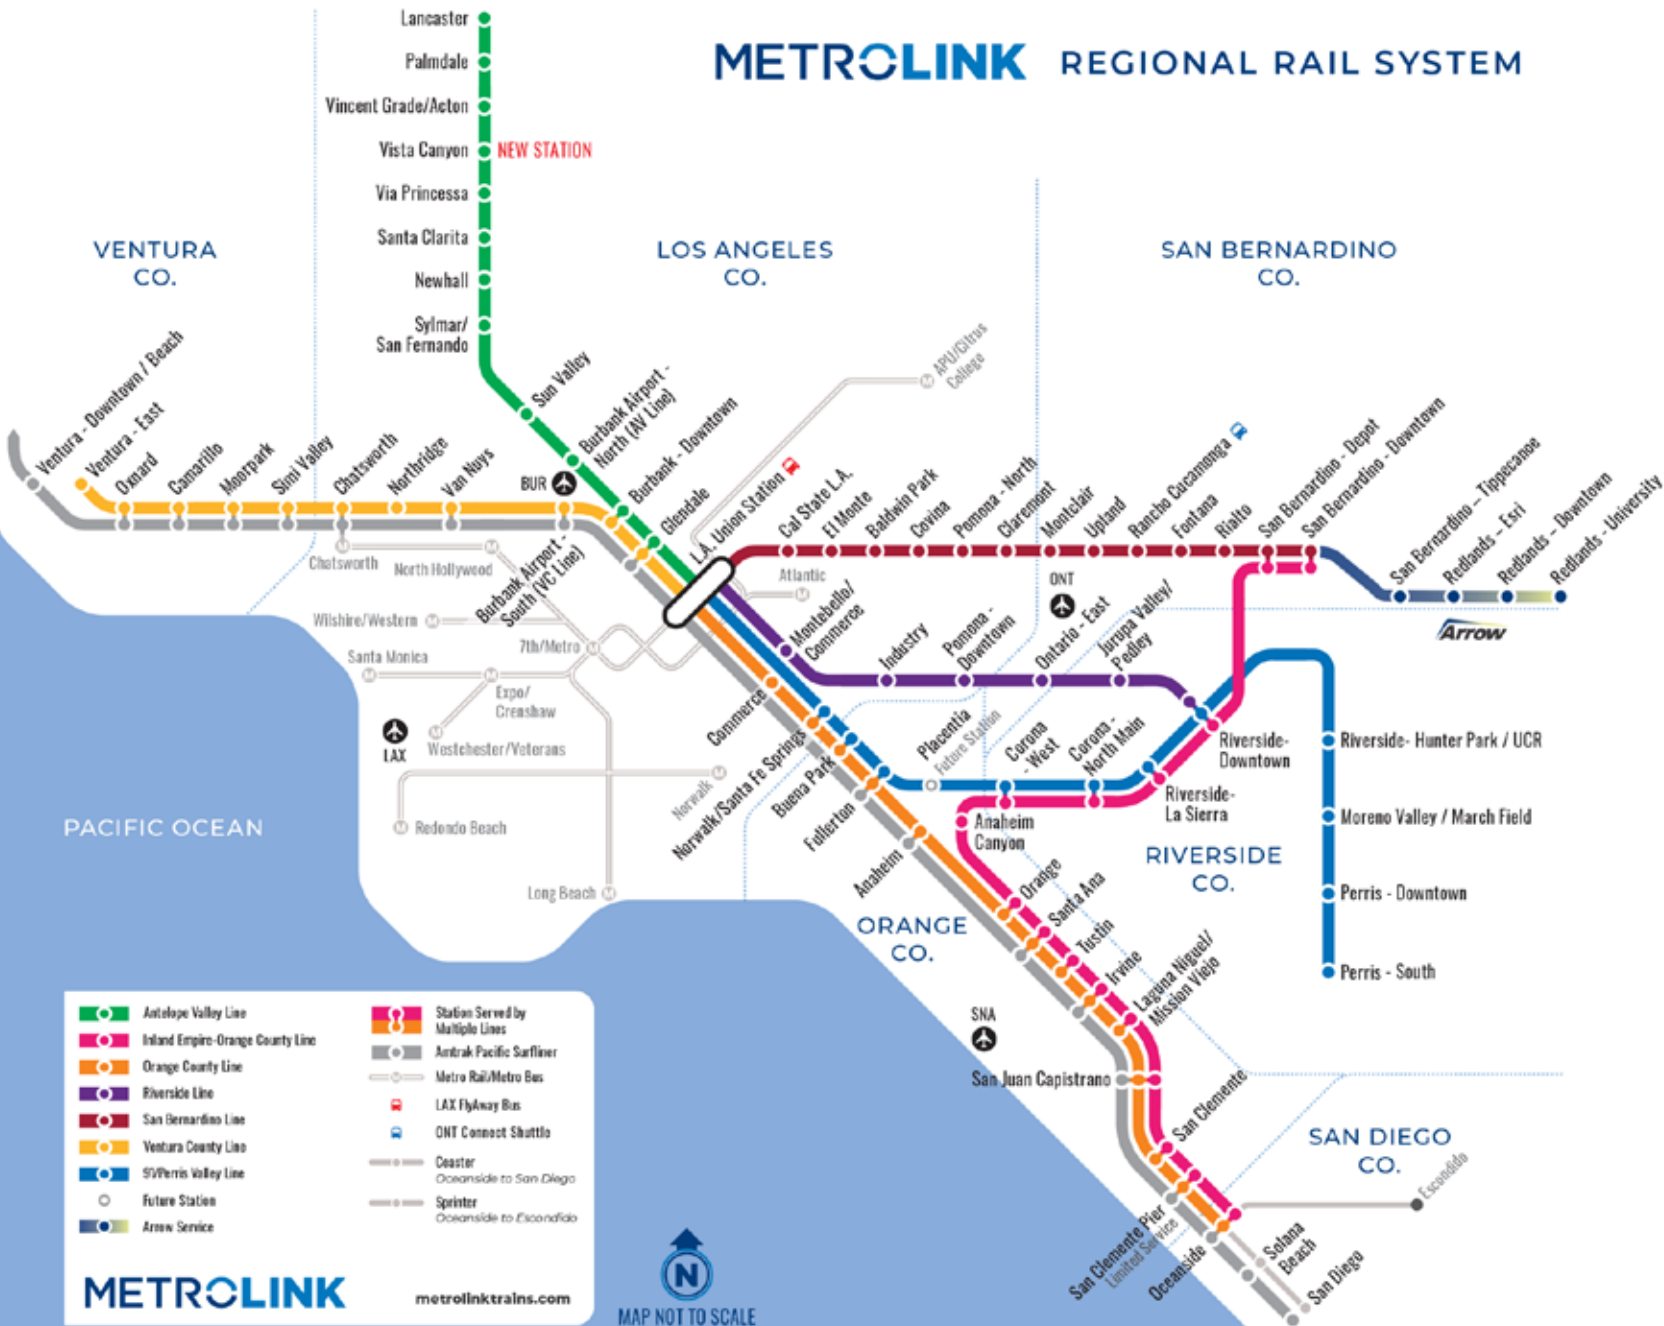 METROLINK REGIONAL RAIL SYSTEM
Lancaster
Palmdale
Vincent Grade/Acton
Vista Canyon
NEW STATION
Via Princessa
Santa Clarita
Newhall
Sylmar/
San Fernando
VENTURA
CO.
LOS ANGELES
CO.
SAN BERNARDINO
CO.
Sun Valley
Burbank Airport -
North (AV Line)
Burbank - Downtown
Glendale
L.A. Union Station
BUR
Ventura - Downtown / Beach
Ventura - East
Oxnard
Camarillo
Moorpark
Simi Valley
Chatsworth
Northridge
Van Nuys
Burbank Airport -
South (VC Line)
APU/Citrus
College
Cal State L.A.
El Monte
Baldwin Park
Covina
Pomona - North
Claremont
Montclair
Upland
Rancho Cucamonga
Fontana
Rialto
San Bernardino - Depot
San Bernardino - Downtown
San Bernardino – Tippecanoe
Redlands – Esri
Redlands – Downtown
Redlands - University
Arrow
Chatsworth
M
North Hollywood
M
Wilshire/Western
M
7th/Metro
M
Santa Monica
M
Expo/
Crenshaw
M
Westchester/Veterans
M
LAX
Atlantic
M
M
Norwalk
M
Redondo Beach
M
Long Beach
M
ONT
Montebello/
Commerce
Industry
Pomona -
Downtown
Ontario - East
Jurupa Valley/
Pedley
Riverside-
Downtown
Commerce
Norwalk/Santa Fe Springs
Buena Park
Fullerton
Anaheim
Placentia
Future Station
Corona
- West
Corona -
North Main
Riverside-
La Sierra
Anaheim
Canyon
Riverside- Hunter Park / UCR
Moreno Valley / March Field
Perris - Downtown
Perris - South
RIVERSIDE
CO.
ORANGE
CO.
PACIFIC OCEAN
Orange
Santa Ana
Tustin
Irvine
Laguna Niguel/
Mission Viejo
SNA
San Juan Capistrano
San Clemente
San Clemente Pier
Limited Service
Oceanside
Solana
Beach
San Diego
Escondido
SAN DIEGO
CO.
Antelope Valley Line
Inland Empire-Orange County Line
Orange County Line
Riverside Line
San Bernardino Line
Ventura County Line
91/Perris Valley Line
Future Station
Arrow Service
Station Served by
Multiple Lines
Amtrak Pacific Surfliner
M
Metro Rail/Metro Bus
LAX FlyAway Bus
ONT Connect Shuttle
Coaster
Oceanside to San Diego
Sprinter
Oceanside to Escondido
METROLINK
metrolinktrains.com
N
MAP NOT TO SCALE